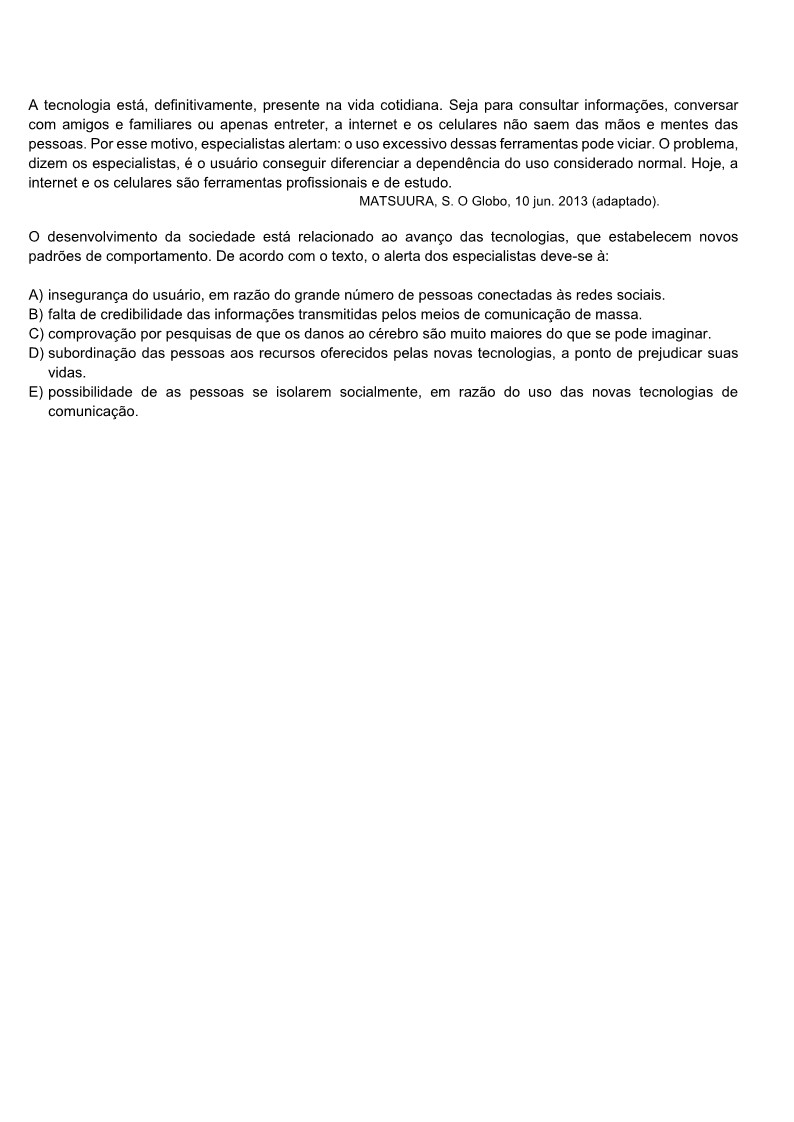 A tecnologia está, definitivamente, presente na vida cotidiana. Seja para consultar informações, conversar
com amigos e familiares ou apenas entreter, a internet e os celulares não saem das mãos e mentes das
pessoas. Por esse motivo, especialistas alertam: o uso excessivo dessas ferramentas pode viciar. O problema,
dizem os especialistas, é o usuário conseguir diferenciar a dependência do uso considerado normal. Hoje, a
internet e os celulares são ferramentas profissionais e de estudo.
MATSUURA, S. O Globo, 10 jun. 2013 (adaptado).
O desenvolvimento da sociedade está relacionado ao avanço das tecnologias, que estabelecem novos
padrões de comportamento. De acordo com o texto, o alerta dos especialistas deve-se à:
A) insegurança do usuário, em razão do grande número de pessoas conectadas às redes sociais.
B) falta de credibilidade das informações transmitidas pelos meios de comunicação de massa.
C) comprovação por pesquisas de que os danos ao cérebro são muito maiores do que se pode imaginar.
D) subordinação das pessoas aos recursos oferecidos pelas novas tecnologias, a ponto de prejudicar suas
vidas.
E) possibilidade de as pessoas se isolarem socialmente, em razão do uso das novas tecnologias de
comunicação.